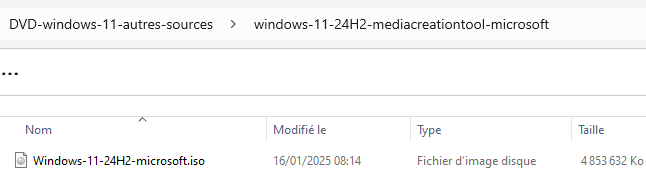 DVD-windows-11-autres-sources > windows-11-24H2-mediacreationtool-microsoft
...
Nom Modifié le Type Taille
Windows-11-24H2-microsoft.iso 16/01/2025 08:14 Fichier d'image disque 4 853 632 Ko